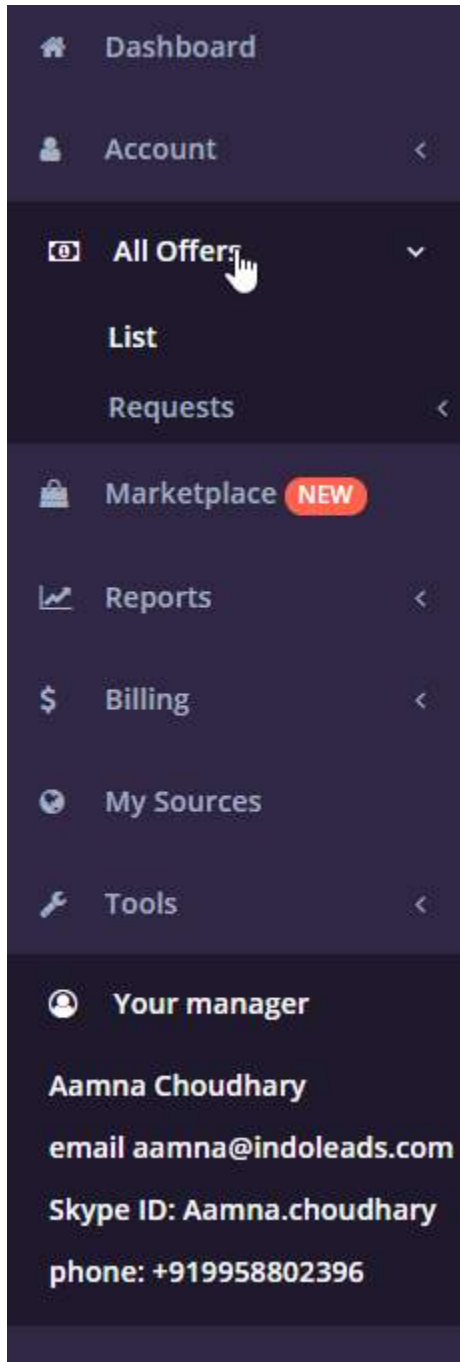 Dashboard
Account
All Offers
List
Requests
Marketplace NEW
Reports
$ Billing
My Sources
Tools
Your manager
Aamna Choudhary
email aamna@indoleads.com
Skype ID: Aamna.choudhary
phone: +919958802396